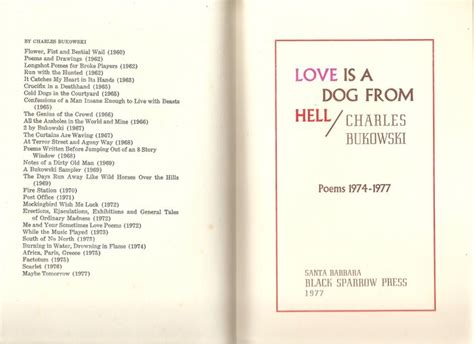 BY CHARLES BUKOWSKI
Flower, Fist and Bestial Wail (1960)
Poems and Drawings (1962)
Longshot Pomes for Broke Players (1962)
Run with the Hunted (1962)
It Catches My Heart in Its Hands (1963)
Crucifix in a Deathhand (1965)
Cold Dogs in the Courtyard (1965)
Confessions of a Man Insane Enough to Live with Beasts
(1965)
The Genius of the Crowd (1966)
All the Assholes in the World and Mine (1966)
2 by Bukowski (1967)
The Curtains are Waving (1967)
At Terror Street and Agony Way (1968)
Poems Written Before Jumping Out of an 8 Story
Window (1968)
Notes of a Dirty Old Man (1969)
A Bukowski Sampler (1969)
The Days Run Away Like Wild Horses Over the Hills
(1969)
Fire Station (1970)
Post Office (1971)
Mockingbird Wish Me Luck (1972)
Erections, Ejaculations, Exhibitions and General Tales
of Ordinary Madness (1972)
Me and Your Sometimes Love Poems (1972)
While the Music Played (1973)
South of No North (1973)
Burning in Water, Drowning in Flame (1974)
Africa, Paris, Greece (1975)
Factotum (1975)
Scarlet (1976)
Maybe Tomorrow (1977)
LOVE IS A
DOG FROM
HELL / CHARLES
BUKOWSKI
Poems 1974-1977
SANTA BARBARA
BLACK SPARROW PRESS
1977